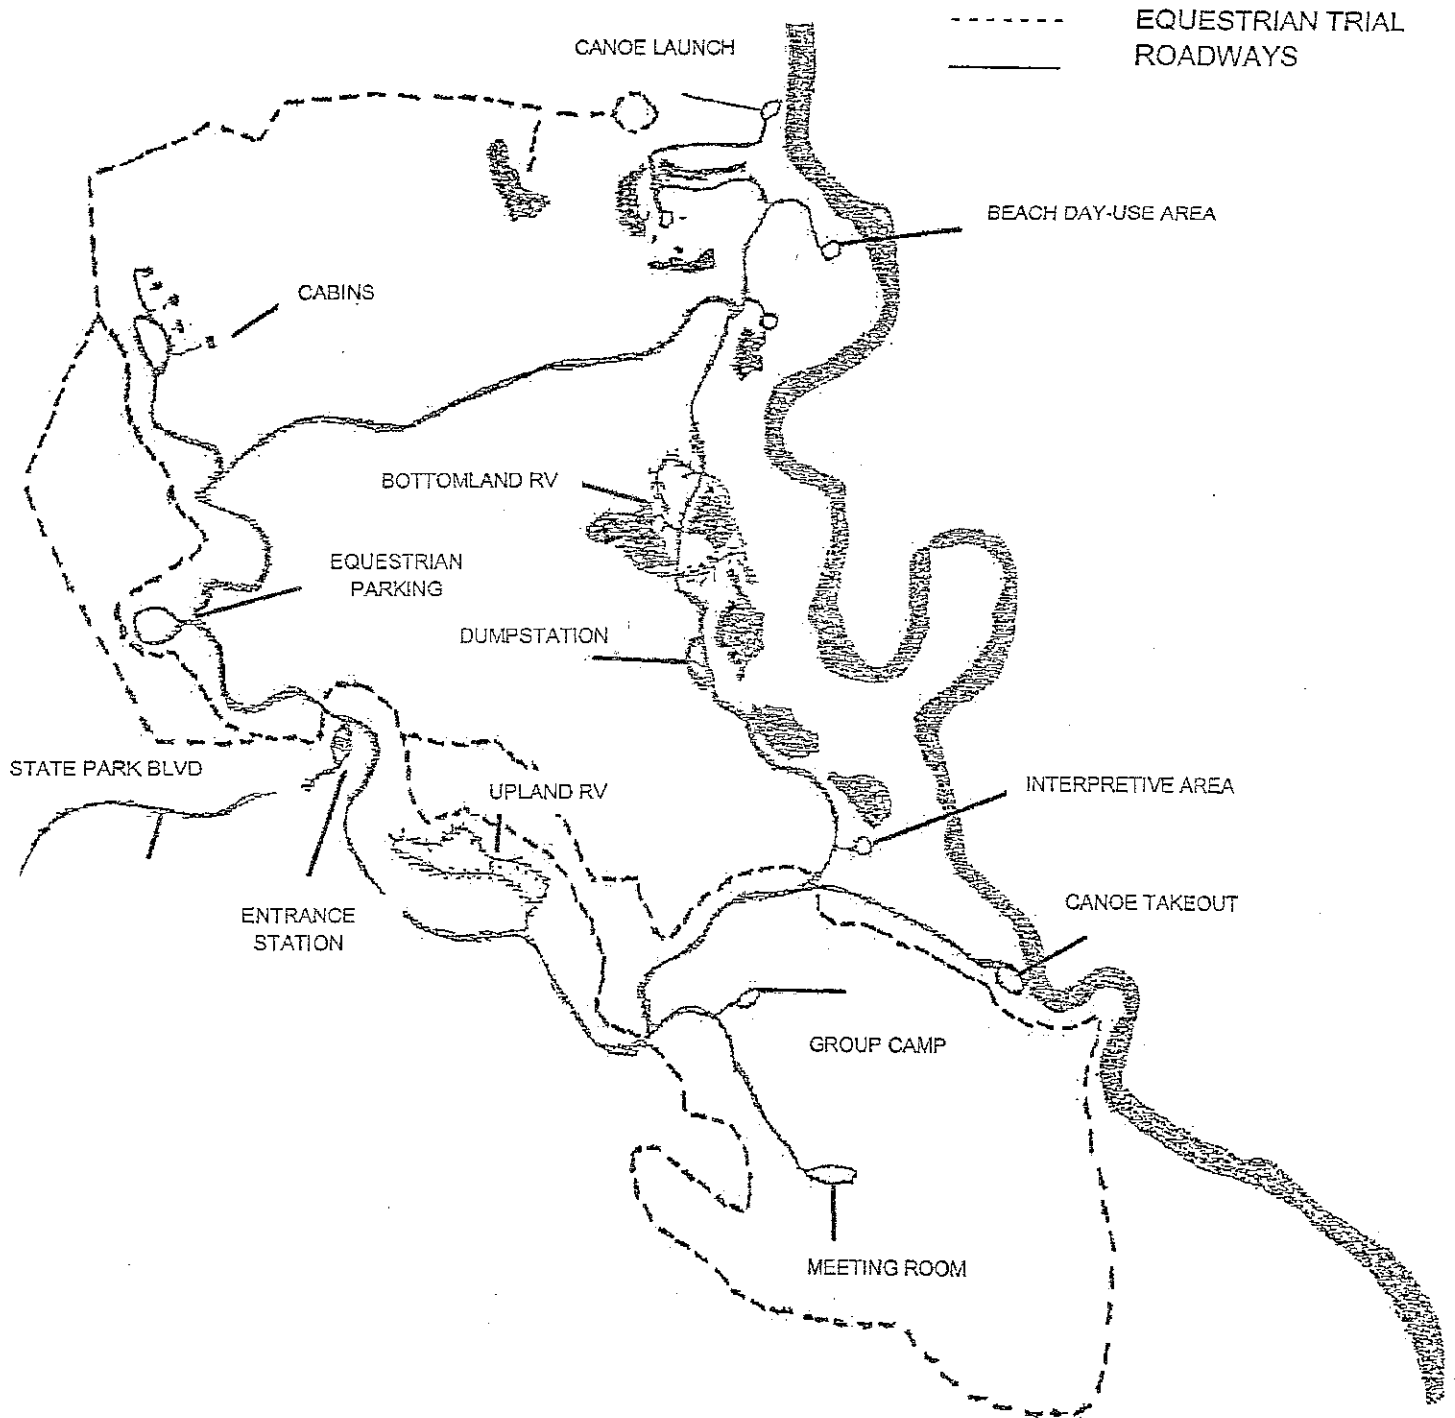 EQUESTRIAN TRIAL
ROADWAYS
CANOE LAUNCH
BEACH DAY-USE AREA
CABINS
BOTTOMLAND RV
EQUESTRIAN
PARKING
DUMPSTATION
STATE PARK BLVD
UPLAND RV
INTERPRETIVE AREA
ENTRANCE
STATION
CANOE TAKEOUT
GROUP CAMP
MEETING ROOM